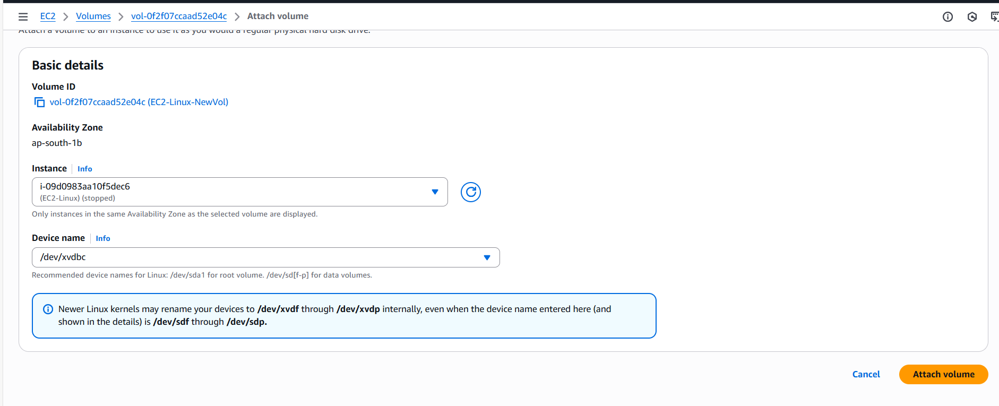 EC2 > Volumes > vol-0f2f07ccaad52e04c > Attach volume
Attach a volume to an instance to use it as you would a regular physical hard disk drive.
Basic details
Volume ID
vol-0f2f07ccaad52e04c (EC2-Linux-NewVol)
Availability Zone
ap-south-1b
Instance | Info
i-09d0983aa10f5dec6
(EC2-Linux) (stopped)
Only instances in the same Availability Zone as the selected volume are displayed.
Device name | Info
/dev/xvdbc
Recommended device names for Linux: /dev/sda1 for root volume. /dev/sd[f-p] for data volumes.
Newer Linux kernels may rename your devices to /dev/xvdf through /dev/xvdp internally, even when the device name entered here (and
shown in the details) is /dev/sdf through /dev/sdp.
Cancel
Attach volume